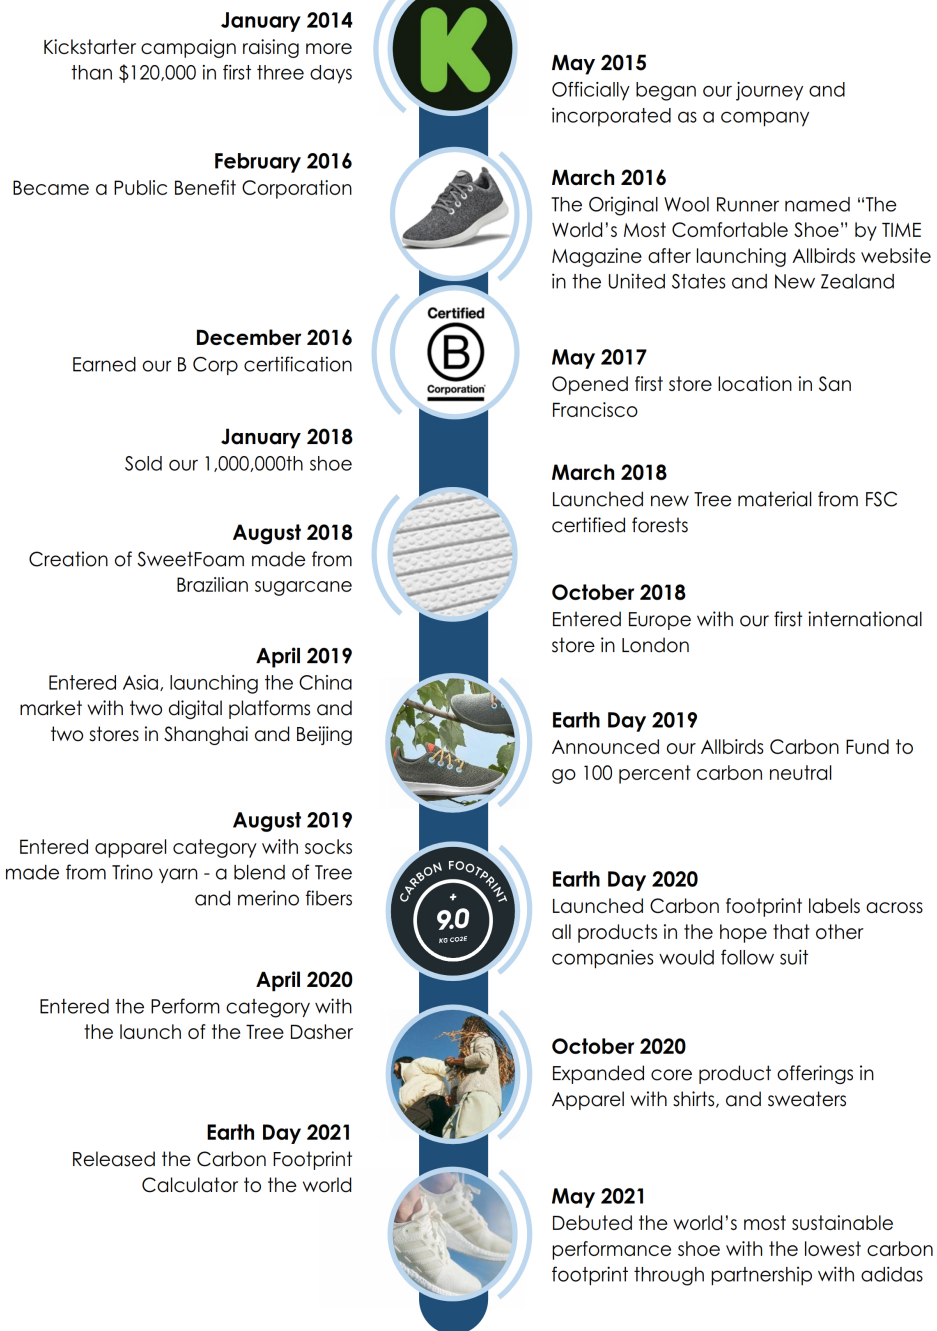 January 2014
Kickstarter campaign raising more
than $120,000 in first three days
May 2015
Officially began our journey and
incorporated as a company
February 2016
Became a Public Benefit Corporation
March 2016
The Original Wool Runner named “The
World’s Most Comfortable Shoe” by TIME
Magazine after launching Allbirds website
in the United States and New Zealand
Certified
B
Corporation
December 2016
Earned our B Corp certification
May 2017
Opened first store location in San
Francisco
January 2018
Sold our 1,000,000th shoe
March 2018
Launched new Tree material from FSC
certified forests
August 2018
Creation of SweetFoam made from
Brazilian sugarcane
October 2018
Entered Europe with our first international
store in London
April 2019
Entered Asia, launching the China
market with two digital platforms and
two stores in Shanghai and Beijing
Earth Day 2019
Announced our Allbirds Carbon Fund to
go 100 percent carbon neutral
August 2019
Entered apparel category with socks
made from Trino yarn - a blend of Tree
and merino fibers
CARBON FOOTPRINT
+
9.0
KG CO2E
Earth Day 2020
Launched Carbon footprint labels across
all products in the hope that other
companies would follow suit
April 2020
Entered the Perform category with
the launch of the Tree Dasher
October 2020
Expanded core product offerings in
Apparel with shirts, and sweaters
Earth Day 2021
Released the Carbon Footprint
Calculator to the world
May 2021
Debuted the world’s most sustainable
performance shoe with the lowest carbon
footprint through partnership with adidas